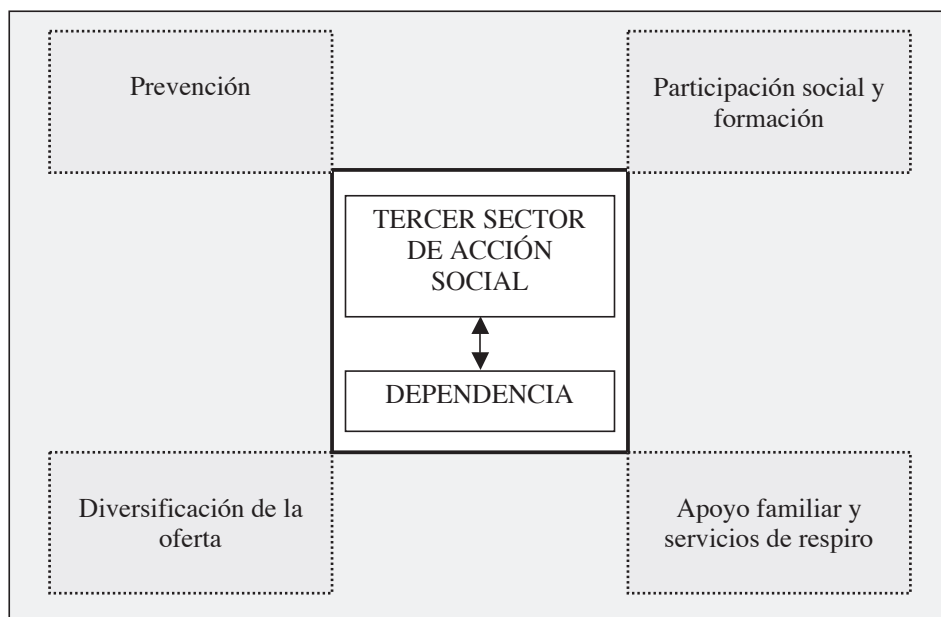 Prevención
Participación social y
formación
TERCER SECTOR
DE ACCIÓN
SOCIAL
DEPENDENCIA
Diversificación de la
oferta
Apoyo familiar y
servicios de respiro